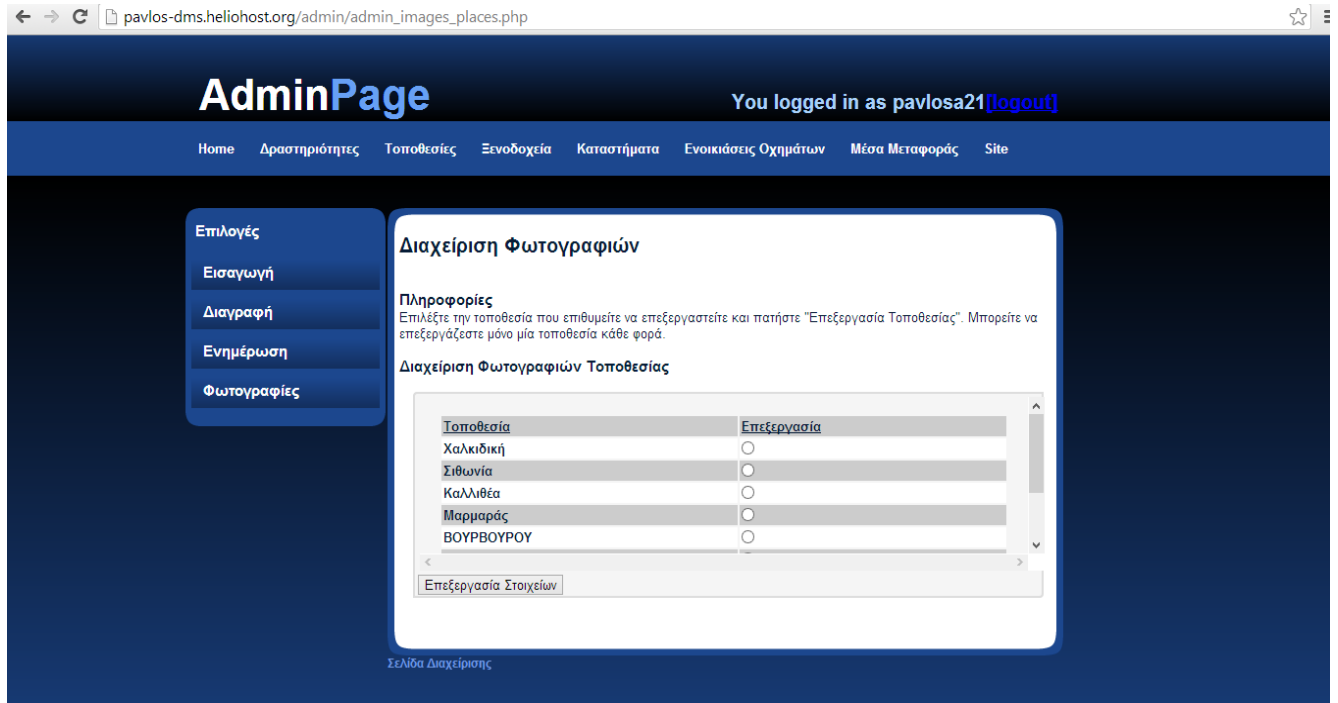 pavlos-dms.heliohost.org/admin/admin_images_places.php
AdminPage
You logged in as pavlosa21[logout]
Home Δραστηριότητες Τοποθεσίες Ξενοδοχεία Καταστήματα Ενοικιάσεις Οχημάτων Μέσα Μεταφοράς Site
Επιλογές
Εισαγωγή
Διαγραφή
Ενημέρωση
Φωτογραφίες
Διαχείριση Φωτογραφιών
Πληροφορίες
Επιλέξτε την τοποθεσία που επιθυμείτε να επεξεργαστείτε και πατήστε "Επεξεργασία Τοποθεσίας". Μπορείτε να
επεξεργάζεστε μόνο μία τοποθεσία κάθε φορά.
Διαχείριση Φωτογραφιών Τοποθεσίας
Τοποθεσία Επεξεργασία
Χαλκιδική
Σιθωνία
Καλλιθέα
Μαρμαράς
ΒΟΥΡΒΟΥΡΟΥ
Επεξεργασία Στοιχείων
Σελίδα Διαχείρισης